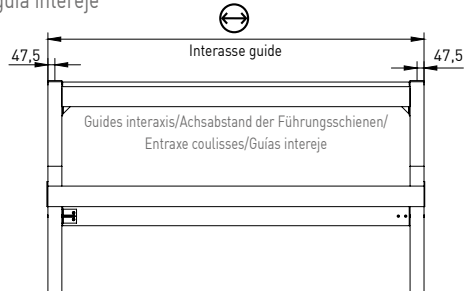 guía intereje
47,5
Interasse guide
47,5
Guides interaxis/Achsabstand der Führungsschienen/
Entraxe coulisses/Guías intereje